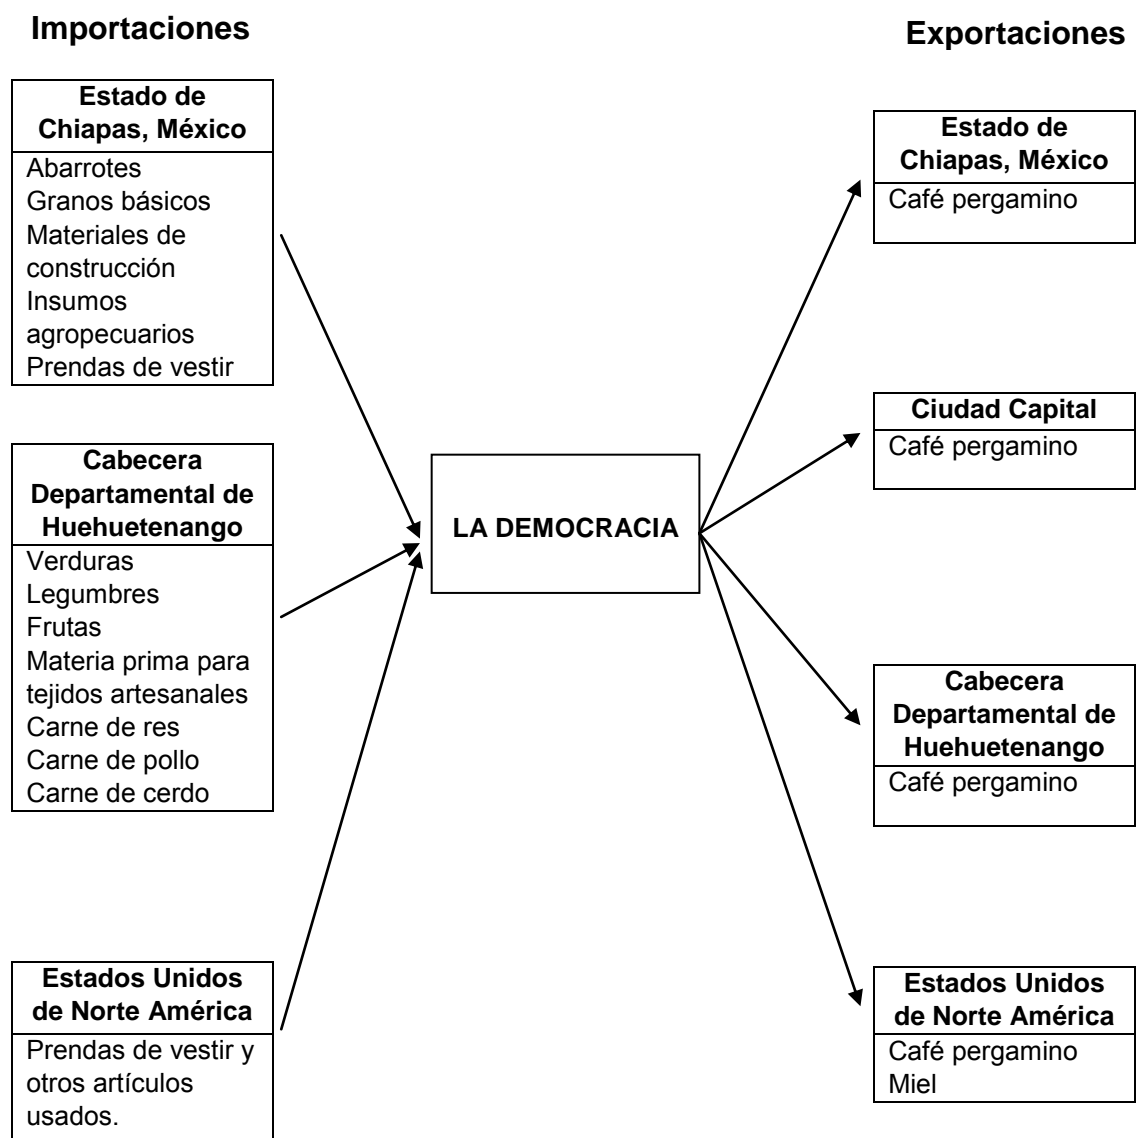 Importaciones
Estado de
Chiapas, México
Abarrotes
Granos básicos
Materiales de
construcción
Insumos
agropecuarios
Prendas de vestir
Cabecera
Departamental de
Huehuetenango
Verduras
Legumbres
Frutas
Materia prima para
tejidos artesanales
Carne de res
Carne de pollo
Carne de cerdo
Estados Unidos
de Norte América
Prendas de vestir y
otros artículos
usados.
LA DEMOCRACIA
Exportaciones
Estado de
Chiapas, México
Café pergamino
Ciudad Capital
Café pergamino
Cabecera
Departamental de
Huehuetenango
Café pergamino
Estados Unidos
de Norte América
Café pergamino
Miel